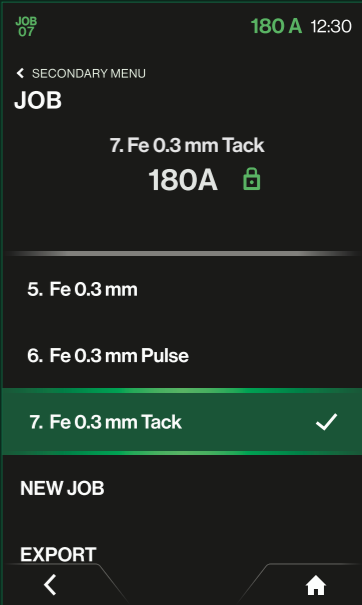 JOB
07
180 A 12:30
SECONDARY MENU
JOB
7. Fe 0.3 mm Tack
180A
5. Fe 0.3 mm
6. Fe 0.3 mm Pulse
7. Fe 0.3 mm Tack
NEW JOB
EXPORT